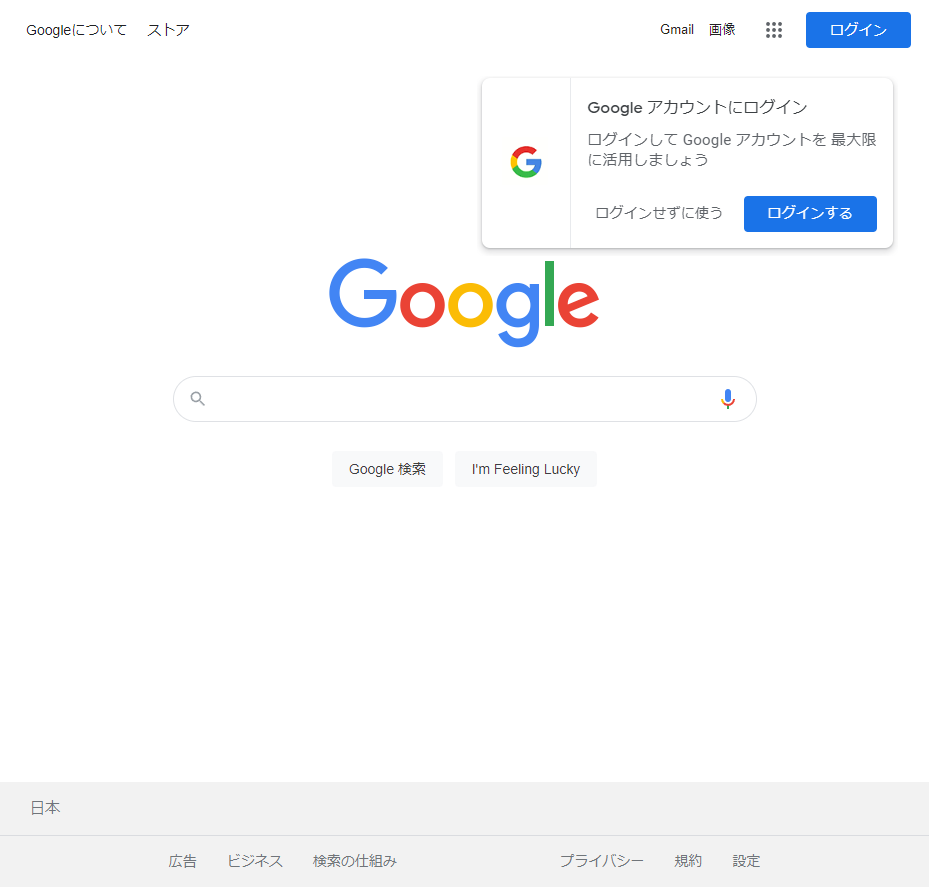 Googleについて ストア Gmail 画像 ログイン
Google アカウントにログイン
ログインして Google アカウントを 最大限
に活用しましょう
ログインせずに使う ログインする
Google
Google 検索 I'm Feeling Lucky
日本
広告 ビジネス 検索の仕組み プライバシー 規約 設定